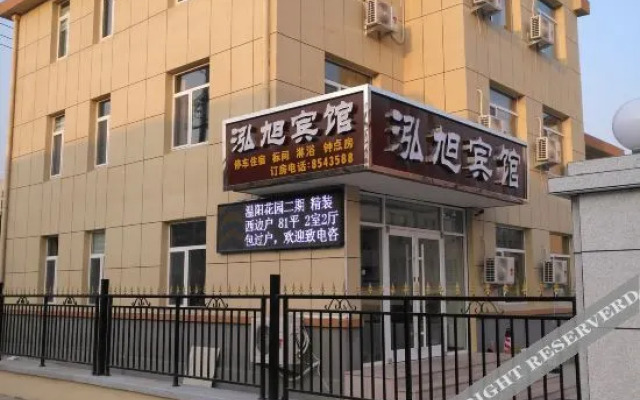 泓旭宾馆
停车住宿 标间 淋浴 钟点房
订房电话:8543588
泓旭宾馆
温阳花园二期 精装
西边户 81平 2室2厅
包过户,欢迎致电咨
RIGHT RESERVERD